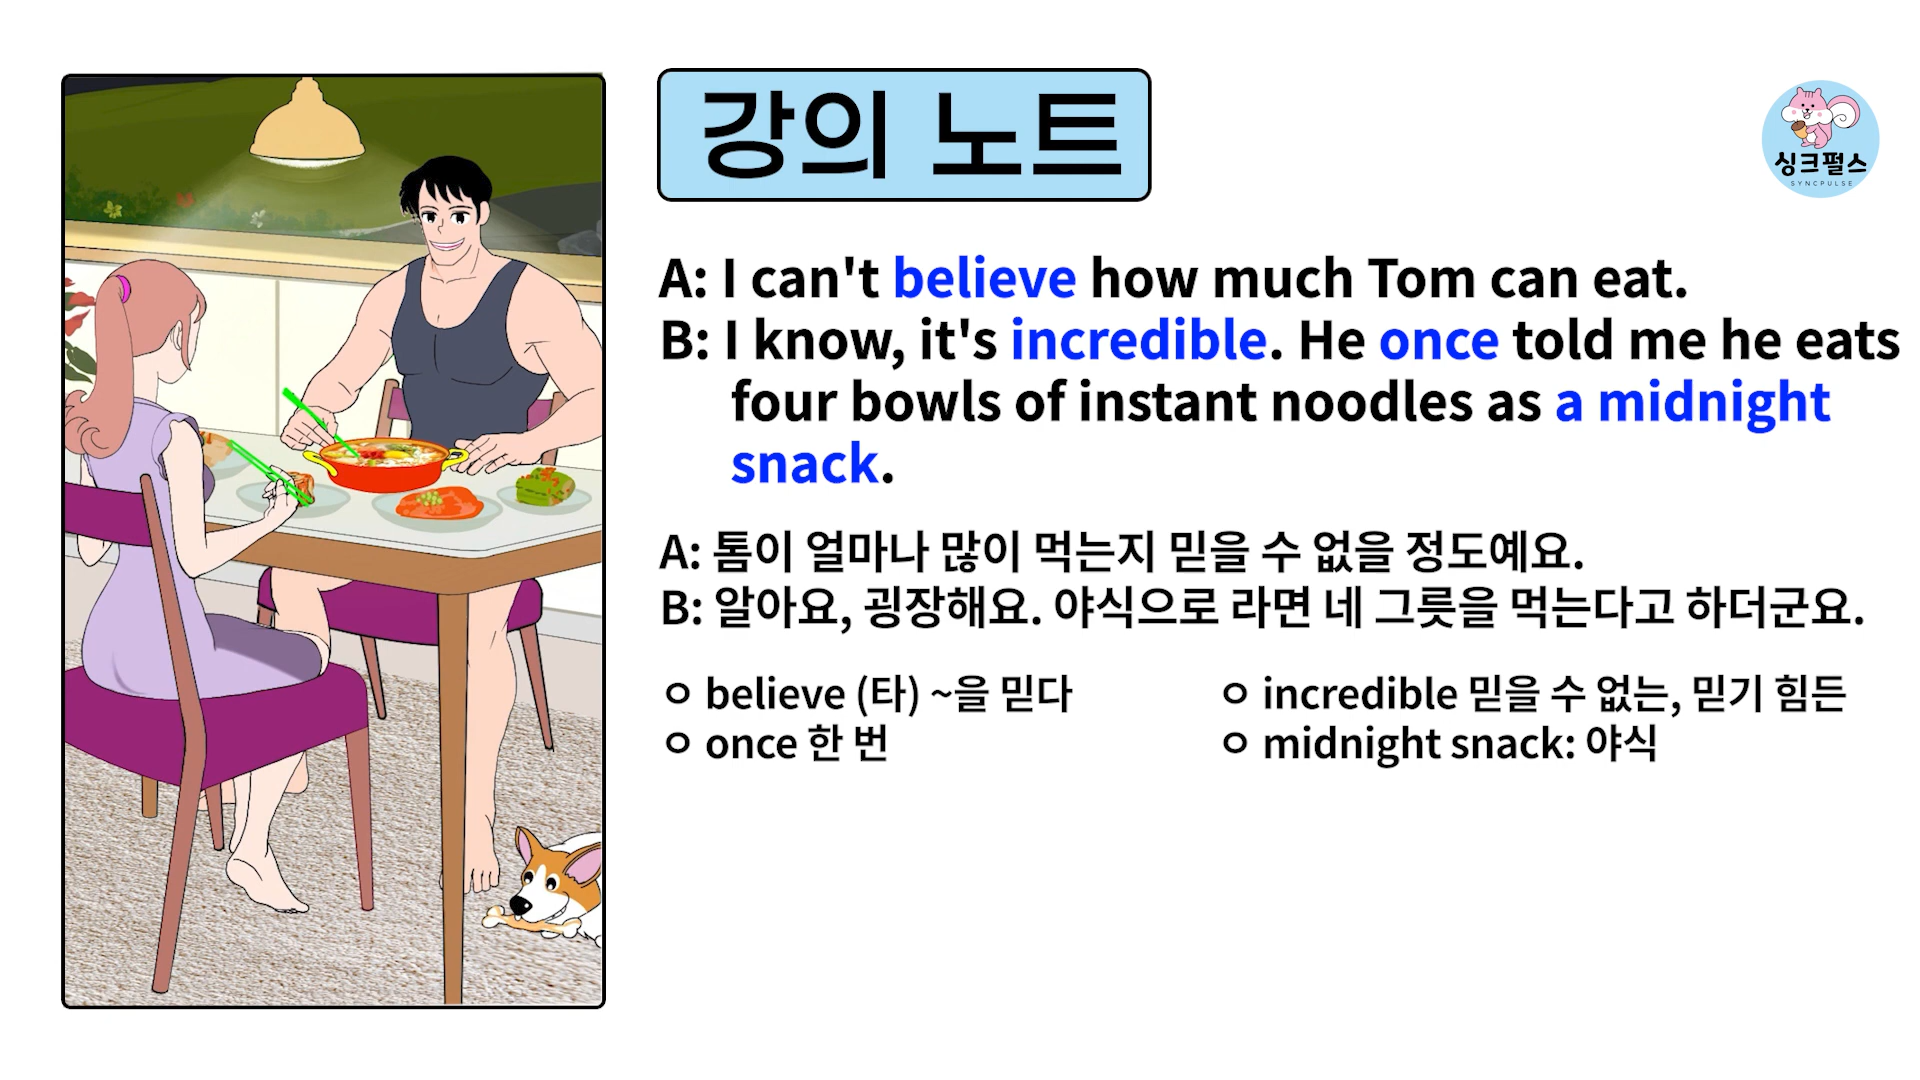 강의 노트
싱크펄스
SYNCPULSE
A: I can't believe how much Tom can eat.
B: I know, it's incredible. He once told me he eats
four bowls of instant noodles as a midnight
snack.
A: 톰이 얼마나 많이 먹는지 믿을 수 없을 정도예요.
B: 알아요, 굉장해요. 야식으로 라면 네 그릇을 먹는다고 하더군요.
ㅇ believe (타) ~을 믿다
ㅇ incredible 믿을 수 없는, 믿기 힘든
ㅇ once 한 번
ㅇ midnight snack: 야식